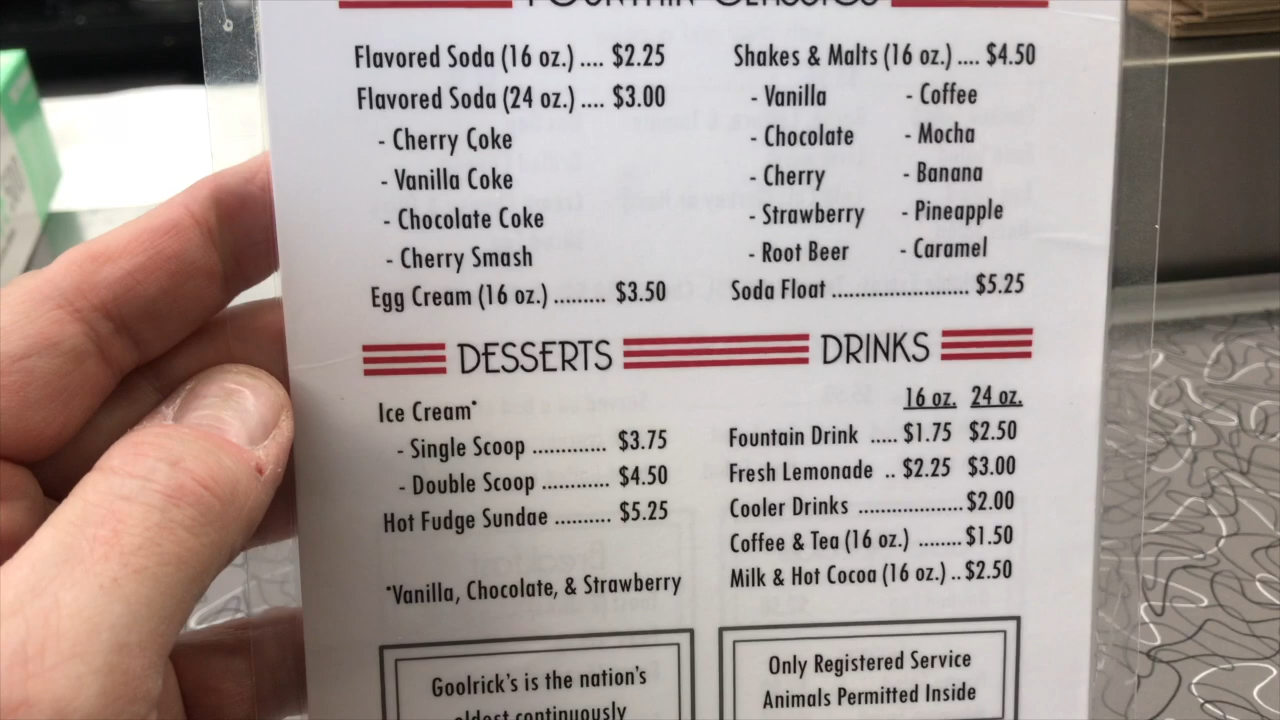 FOUNTAIN CLASSICS
Flavored Soda (16 oz.) .... $2.25
Flavored Soda (24 oz.) .... $3.00
- Cherry Coke
- Vanilla Coke
- Chocolate Coke
- Cherry Smash
Egg Cream (16 oz.) ......... $3.50
Shakes & Malts (16 oz.) .... $4.50
- Vanilla
- Chocolate
- Cherry
- Strawberry
- Root Beer
- Coffee
- Mocha
- Banana
- Pineapple
- Caramel
Soda Float ........................ $5.25
DESSERTS
Ice Cream*
- Single Scoop ............. $3.75
- Double Scoop ............ $4.50
Hot Fudge Sundae .......... $5.25
*Vanilla, Chocolate, & Strawberry
DRINKS
16 oz. 24 oz.
Fountain Drink ..... $1.75 $2.50
Fresh Lemonade .. $2.25 $3.00
Cooler Drinks ................... $2.00
Coffee & Tea (16 oz.) ........ $1.50
Milk & Hot Cocoa (16 oz.) .. $2.50
Goolrick's is the nation's
oldest continuously
Only Registered Service
Animals Permitted Inside